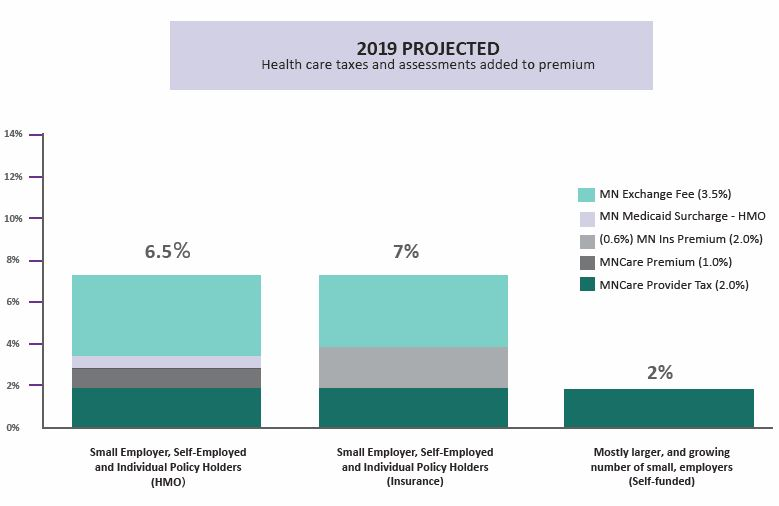 2019 PROJECTED
Health care taxes and assessments added to premium
14%
12%
10%
8%
6%
4%
2%
0%
6.5%
7%
2%
MN Exchange Fee (3.5%)
MN Medicaid Surcharge - HMO
(0.6%) MN Ins Premium (2.0%)
MNCare Premium (1.0%)
MNCare Provider Tax (2.0%)
Small Employer, Self-Employed
and Individual Policy Holders
(HMO)
Small Employer, Self-Employed
and Individual Policy Holders
(Insurance)
Mostly larger, and growing
number of small, employers
(Self-funded)